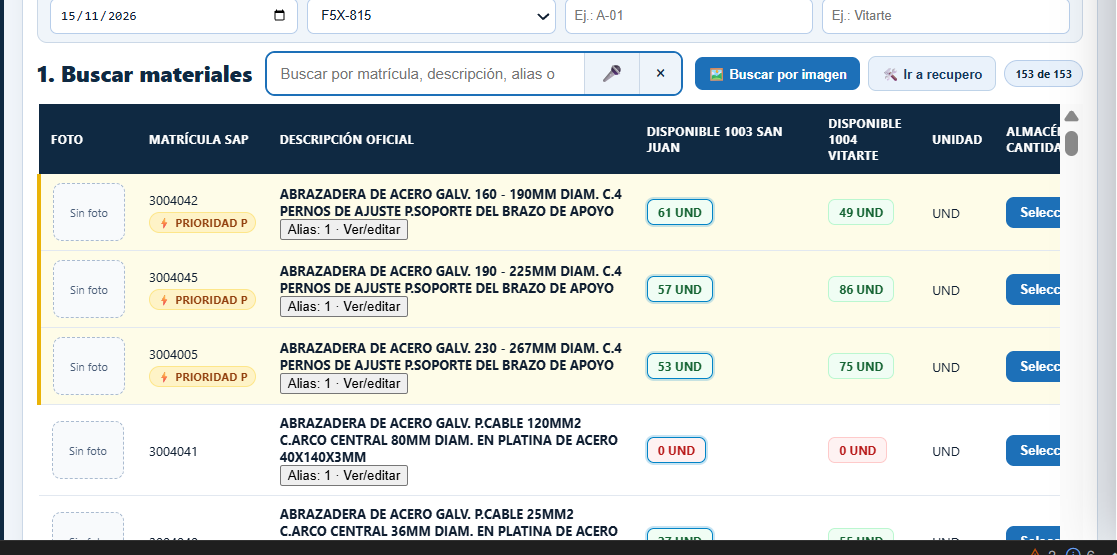 15/11/2026
F5X-815
Ej.: A-01
Ej.: Vitarte
1. Buscar materiales
Buscar por matrícula, descripción, alias o
×
Buscar por imagen
Ir a recupero
153 de 153
FOTO
MATRÍCULA SAP
DESCRIPCIÓN OFICIAL
DISPONIBLE 1003 SAN
JUAN
DISPONIBLE
1004
VITARTE
UNIDAD
ALMACÉ
CANTIDA
Sin foto
3004042
PRIORIDAD P
ABRAZADERA DE ACERO GALV. 160 - 190MM DIAM. C.4
PERNOS DE AJUSTE P.SOPORTE DEL BRAZO DE APOYO
Alias: 1 · Ver/editar
61 UND
49 UND
UND
Selecc
Sin foto
3004045
PRIORIDAD P
ABRAZADERA DE ACERO GALV. 190 - 225MM DIAM. C.4
PERNOS DE AJUSTE P.SOPORTE DEL BRAZO DE APOYO
Alias: 1 · Ver/editar
57 UND
86 UND
UND
Selecc
Sin foto
3004005
PRIORIDAD P
ABRAZADERA DE ACERO GALV. 230 - 267MM DIAM. C.4
PERNOS DE AJUSTE P.SOPORTE DEL BRAZO DE APOYO
Alias: 1 · Ver/editar
53 UND
75 UND
UND
Selecc
Sin foto
3004041
ABRAZADERA DE ACERO GALV. P.CABLE 120MM2
C.ARCO CENTRAL 80MM DIAM. EN PLATINA DE ACERO
40X140X3MM
Alias: 1 · Ver/editar
0 UND
0 UND
UND
Selecc
ABRAZADERA DE ACERO GALV. P.CABLE 25MM2
C.ARCO CENTRAL 36MM DIAM. EN PLATINA DE ACERO